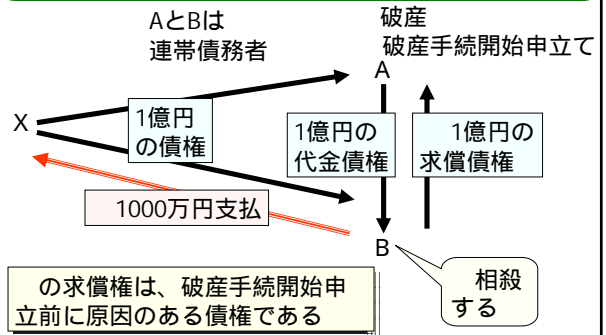 AとBは
連帯債務者
破産
破産手続開始申立て
A
X
1億円
の債権
1億円の
代金債権
1億円の
求償債権
1000万円支払
B
相殺
する
の求償権は、破産手続開始申
立前に原因のある債権である